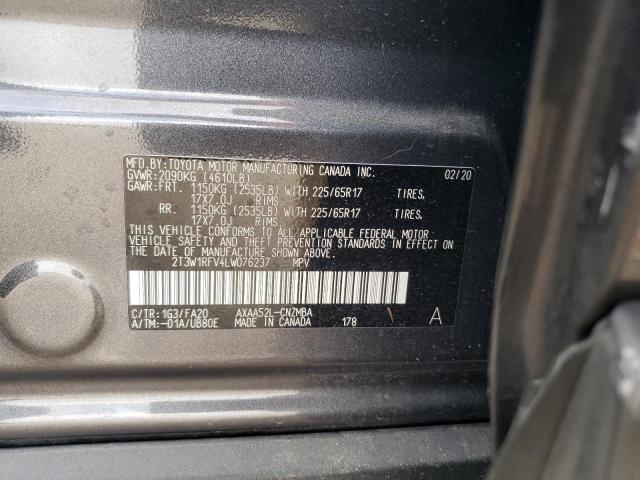 MFD.BY:TOYOTA MOTOR MANUFACTURING CANADA INC. 02/20
GVWR:2090KG (4610LB)
GAWR:FRT. 1150KG (2535LB) WITH 225/65R17 TIRES,
17X7.0J RIMS
RR. 1150KG (2535LB) WITH 225/65R17 TIRES,
17X7.0J RIMS
THIS VEHICLE CONFORMS TO ALL APPLICABLE FEDERAL MOTOR
VEHICLE SAFETY AND THEFT PREVENTION STANDARDS IN EFFECT
ON THE DATE OF MANUFACTURE SHOWN ABOVE.
2T3W1RFV4LW076237 MPV
C/TR:1G3/FA20 AXAA52L-CNZMBA
A/TM:-01A/UB80E MADE IN CANADA 178 A